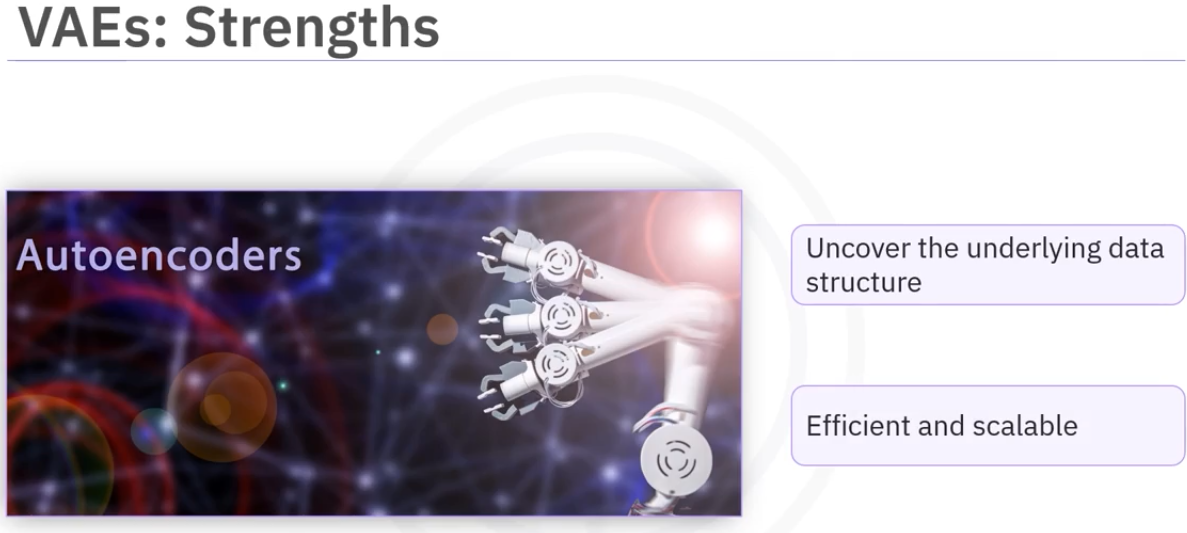 VAEs: Strengths
Autoencoders
Uncover the underlying data
structure
Efficient and scalable